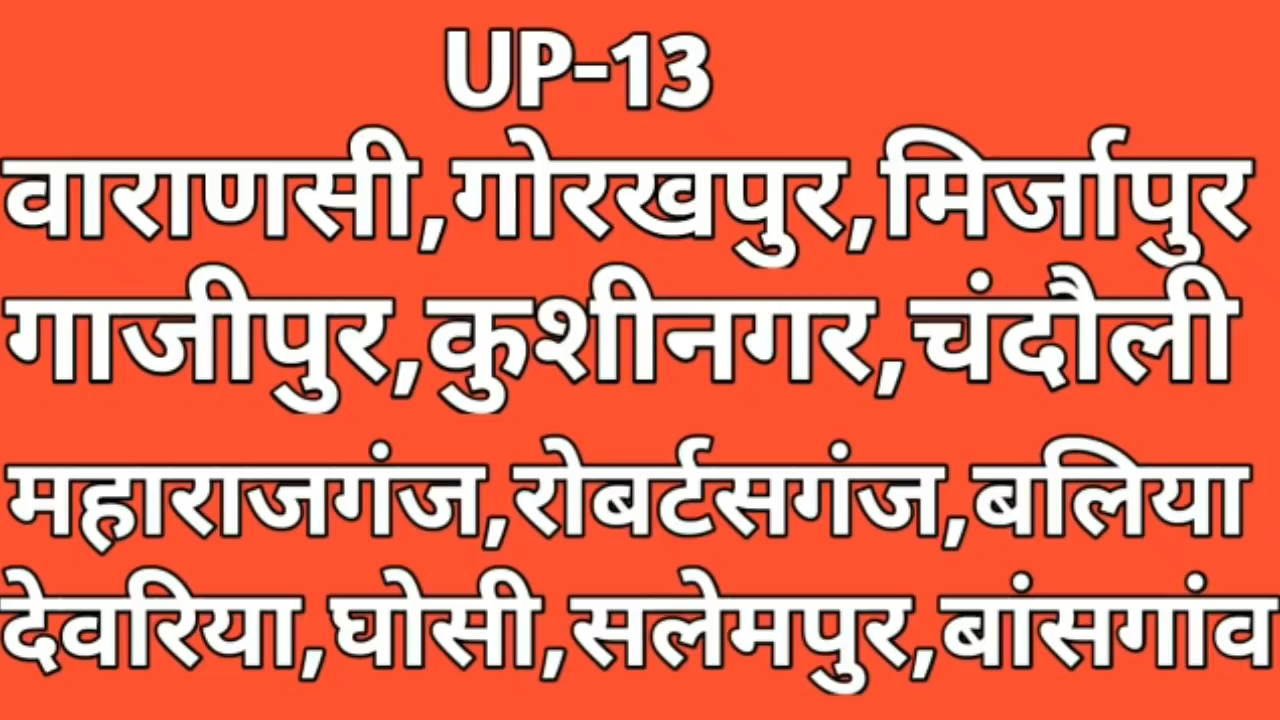 UP-13
वाराणसी,गोरखपुर,मिर्जापुर
गाजीपुर,कुशीनगर,चंदौली
महाराजगंज,रोबर्टसगंज,बलिया
देवरिया,घोसी,सलेमपुर,बांसगांव